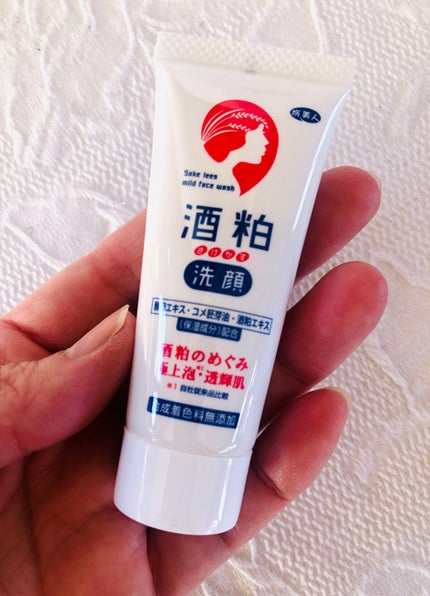 旅美人
Sake lees
mild face wash
酒粕
さけかす
洗顔
エキス・コメ胚芽油・酒粕エキス
(保湿成分)配合
酒粕のめぐみ
極上泡※1・透輝肌
※1 自社従来品比較
合成着色料無添加